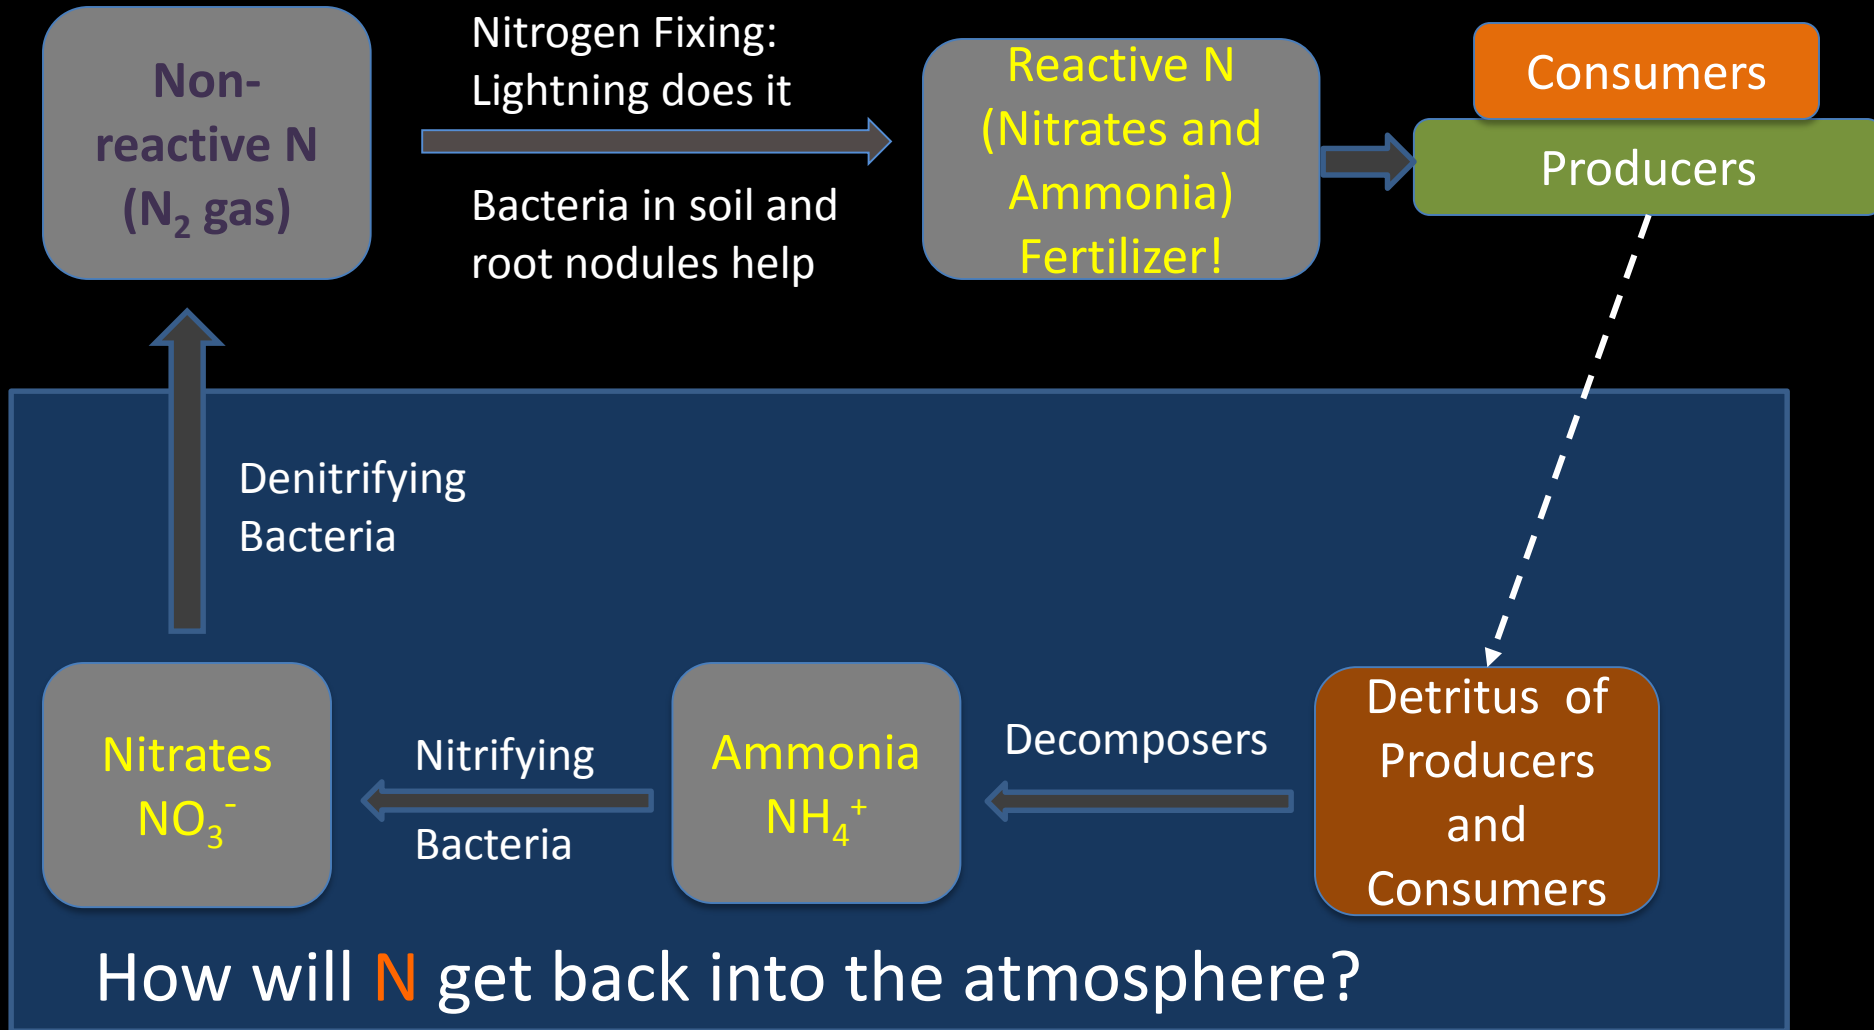 Non-
reactive N
(N₂ gas)
Nitrogen Fixing:
Lightning does it
Bacteria in soil and
root nodules help
Reactive N
(Nitrates and
Ammonia)
Fertilizer!
Consumers
Producers
Denitrifying
Bacteria
Nitrates
NO₃⁻
Nitrifying
Bacteria
Ammonia
NH₄⁺
Decomposers
Detritus of
Producers
and
Consumers
How will N get back into the atmosphere?